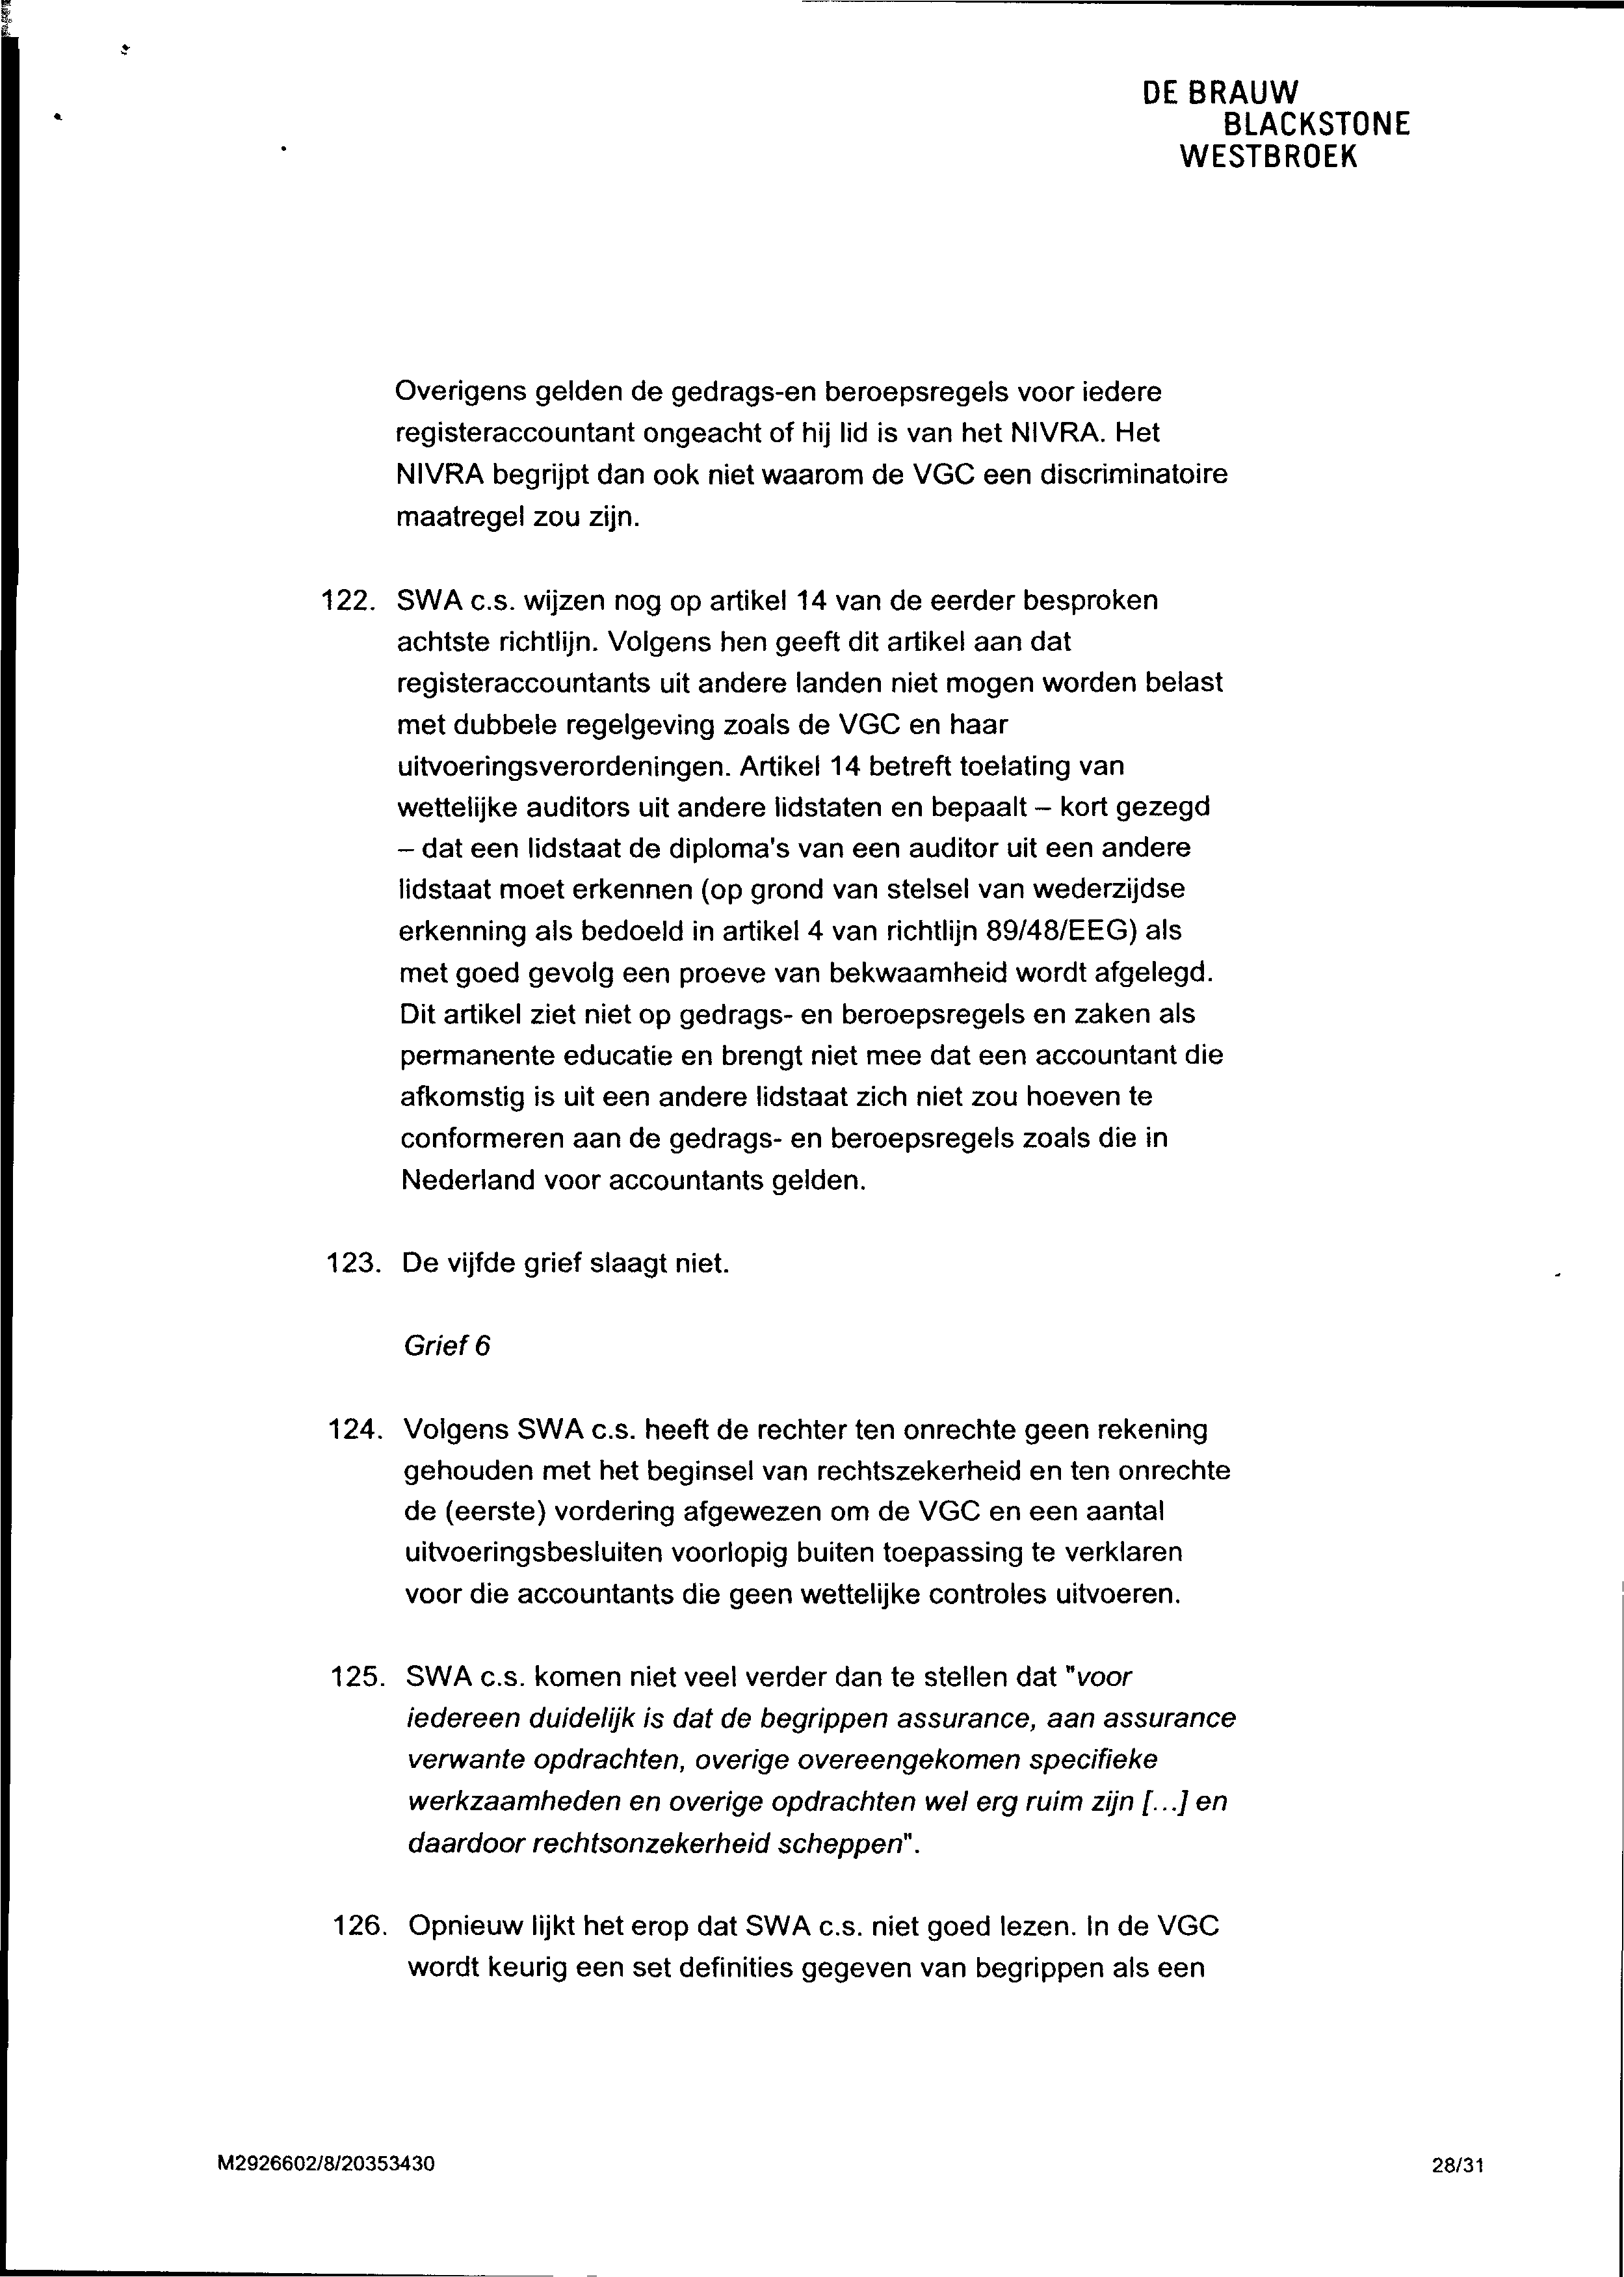 DE BRAUW
BLACKSTONE
WESTBROEK
Overigens gelden de gedrags-en beroepsregels voor iedere
registeraccountant ongeacht of hij lid is van het NIVRA. Het
NIVRA begrijpt dan ook niet waarom de VGC een discriminatoire
maatregel zou zijn.
122. SWA c.s. wijzen nog op artikel 14 van de eerder besproken
achtste richtlijn. Volgens hen geeft dit artikel aan dat
registeraccountants uit andere landen niet mogen worden belast
met dubbele regelgeving zoals de VGC en haar
uitvoeringsverordeningen. Artikel 14 betreft toelating van
wettelijke auditors uit andere lidstaten en bepaalt – kort gezegd
– dat een lidstaat de diploma's van een auditor uit een andere
lidstaat moet erkennen (op grond van stelsel van wederzijdse
erkenning als bedoeld in artikel 4 van richtlijn 89/48/EEG) als
met goed gevolg een proeve van bekwaamheid wordt afgelegd.
Dit artikel ziet niet op gedrags- en beroepsregels en zaken als
permanente educatie en brengt niet mee dat een accountant die
afkomstig is uit een andere lidstaat zich niet zou hoeven te
conformeren aan de gedrags- en beroepsregels zoals die in
Nederland voor accountants gelden.
123. De vijfde grief slaagt niet.
Grief 6
124. Volgens SWA c.s. heeft de rechter ten onrechte geen rekening
gehouden met het beginsel van rechtszekerheid en ten onrechte
de (eerste) vordering afgewezen om de VGC en een aantal
uitvoeringsbesluiten voorlopig buiten toepassing te verklaren
voor die accountants die geen wettelijke controles uitvoeren.
125. SWA c.s. komen niet veel verder dan te stellen dat "voor
iedereen duidelijk is dat de begrippen assurance, aan assurance
verwante opdrachten, overige overeengekomen specifieke
werkzaamheden en overige opdrachten wel erg ruim zijn [...] en
daardoor rechtsonzekerheid scheppen".
126. Opnieuw lijkt het erop dat SWA c.s. niet goed lezen. In de VGC
wordt keurig een set definities gegeven van begrippen als een
M2926602/8/20353430
28/31